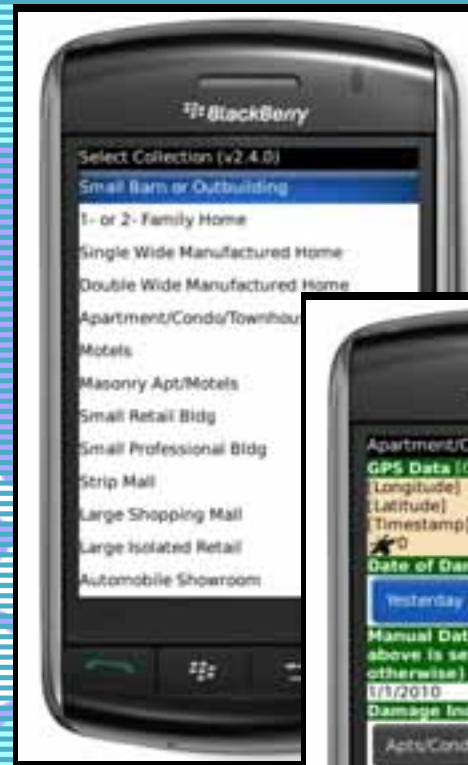 BlackBerry
Select Collection (v2.4.0)
Small Barn or Outbuilding
1- or 2- Family Home
Single Wide Manufactured Home
Double Wide Manufactured Home
Apartment/Condo/Townhou
Motels
Masonry Apt/Motels
Small Retail Bldg
Small Professional Bldg
Strip Mall
Large Shopping Mall
Large Isolated Retail
Automobile Showroom
Apartment/C
GPS Data
[Longitude]
[Latitude]
[Timestamp]
0
Date of Dam
Yesterday
Manual Dat
above is se
otherwise]
1/1/2010
Damage Ind
Apts/Cond